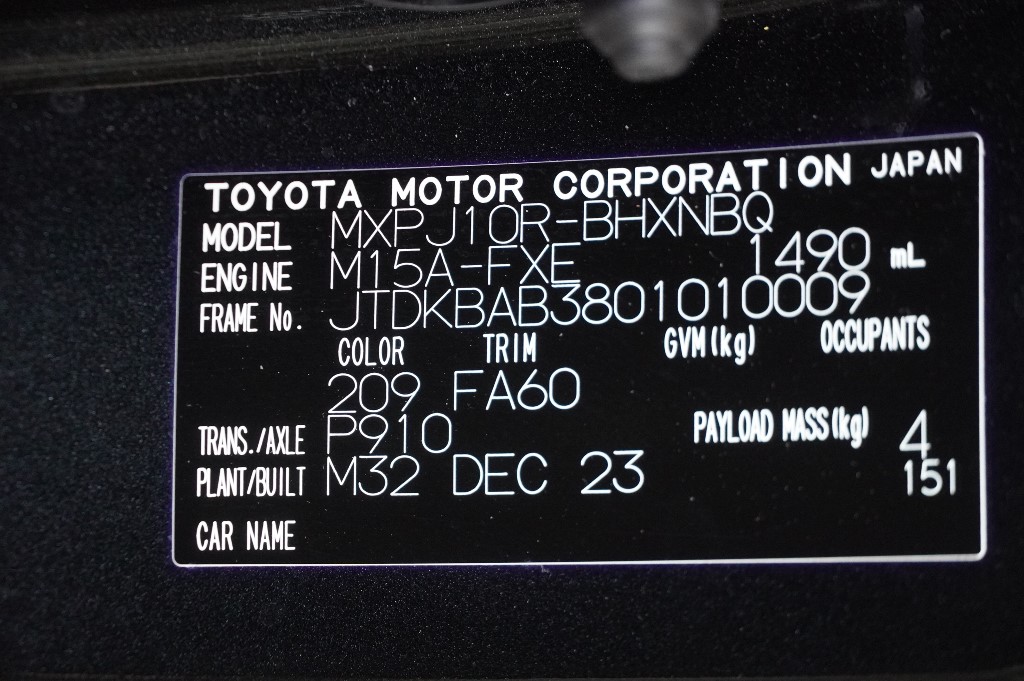 TOYOTA MOTOR CORPORATION JAPAN
MODEL MXPJ10R-BHXNBQ
ENGINE M15A-FXE 1490 mL
FRAME No. JTDKBAB3801010009
COLOR TRIM GVM(kg) OCCUPANTS
209 FA60
TRANS./AXLE P910 PAYLOAD MASS(kg) 4
PLANT/BUILT M32 DEC 23 151
CAR NAME